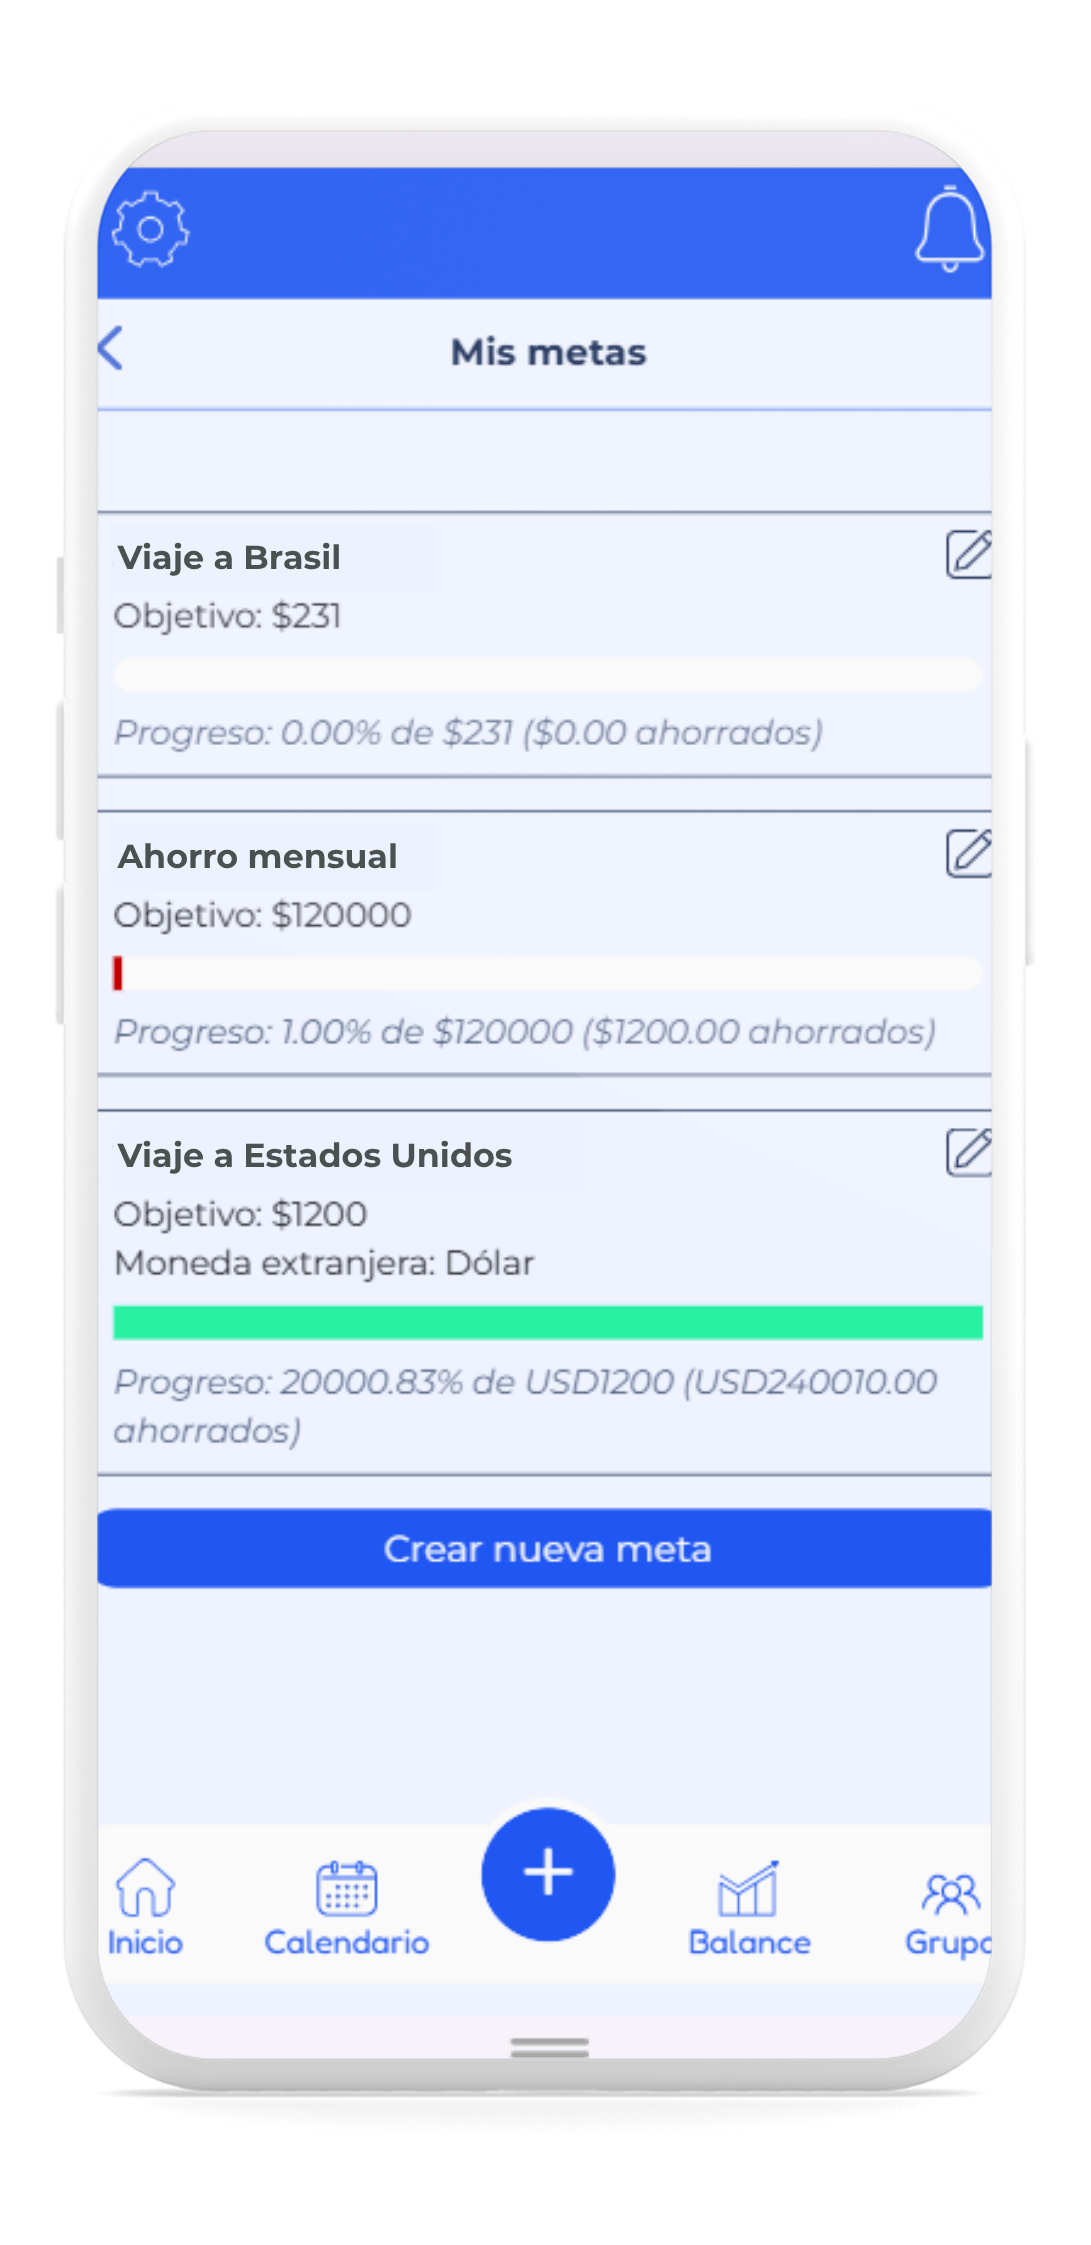 Mis metas
Viaje a Brasil
Objetivo: $231
Progreso: 0.00% de $231 ($0.00 ahorrados)
Ahorro mensual
Objetivo: $120000
Progreso: 1.00% de $120000 ($1200.00 ahorrados)
Viaje a Estados Unidos
Objetivo: $1200
Moneda extranjera: Dólar
Progreso: 20000.83% de USD1200 (USD240010.00
ahorrados)
Crear nueva meta
Inicio Calendario Balance Grupo